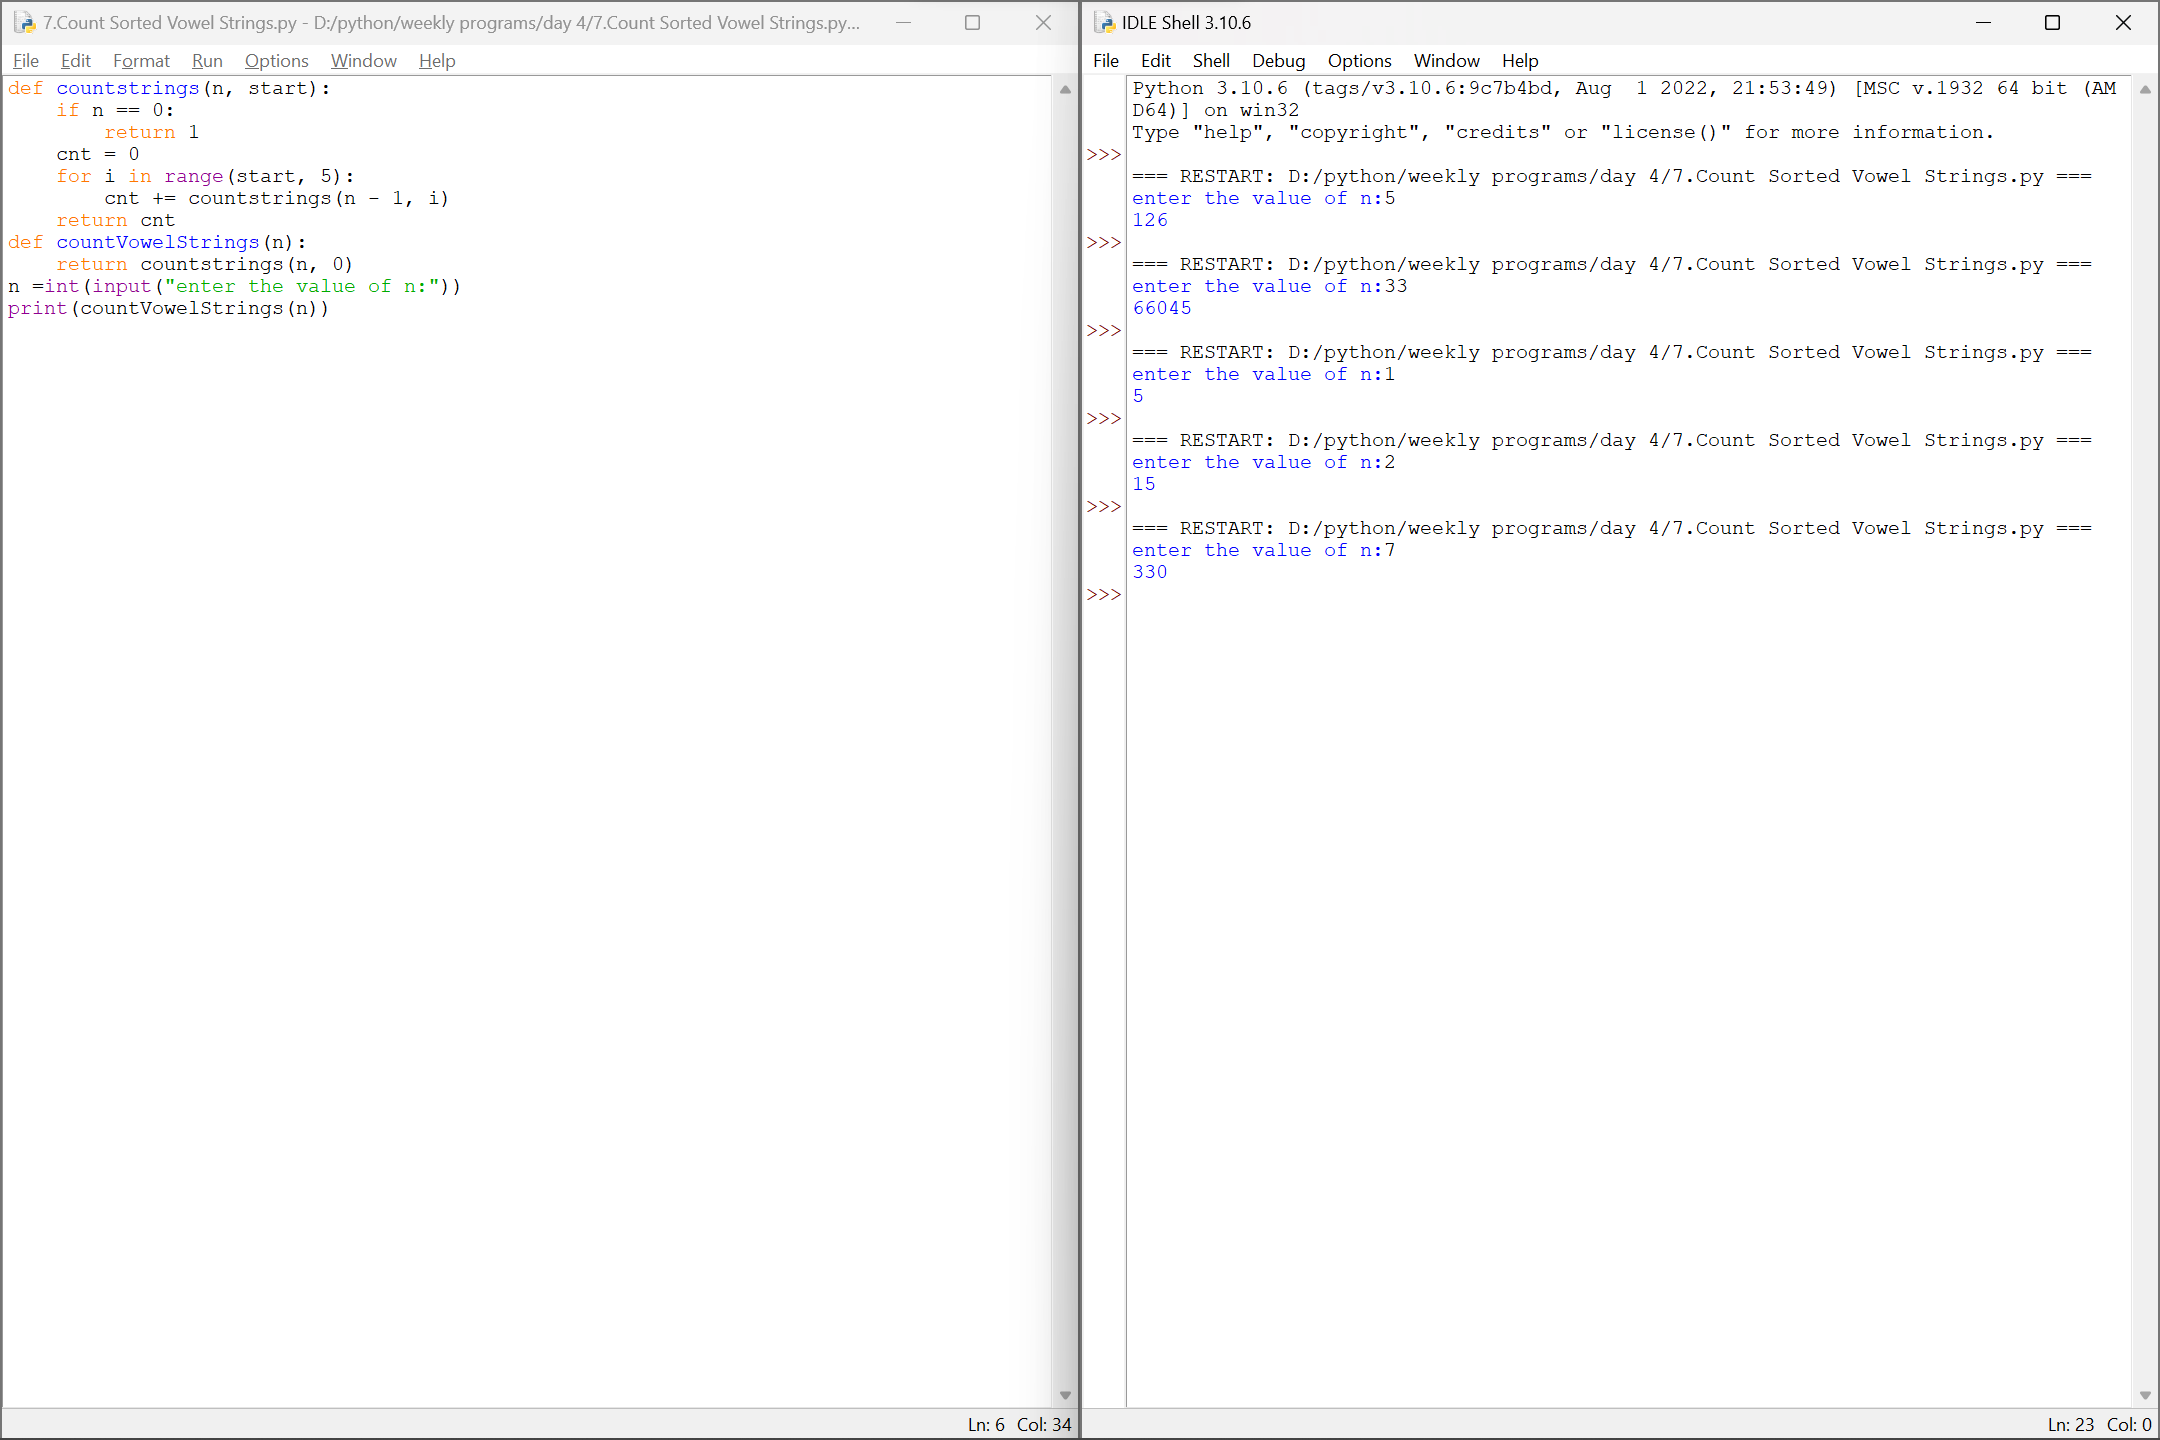 7.Count Sorted Vowel Strings.py - D:/python/weekly programs/day 4/7.Count Sorted Vowel Strings.py...
File Edit Format Run Options Window Help
def countstrings(n, start):
    if n == 0:
        return 1
    cnt = 0
    for i in range(start, 5):
        cnt += countstrings(n - 1, i)
    return cnt
def countVowelStrings(n):
    return countstrings(n, 0)
n =int(input("enter the value of n:"))
print(countVowelStrings(n))
Ln: 6 Col: 34
IDLE Shell 3.10.6
File Edit Shell Debug Options Window Help
Python 3.10.6 (tags/v3.10.6:9c7b4bd, Aug  1 2022, 21:53:49) [MSC v.1932 64 bit (AM
D64)] on win32
Type "help", "copyright", "credits" or "license()" for more information.
>>>
=== RESTART: D:/python/weekly programs/day 4/7.Count Sorted Vowel Strings.py ===
enter the value of n:5
126
>>>
=== RESTART: D:/python/weekly programs/day 4/7.Count Sorted Vowel Strings.py ===
enter the value of n:33
66045
>>>
=== RESTART: D:/python/weekly programs/day 4/7.Count Sorted Vowel Strings.py ===
enter the value of n:1
5
>>>
=== RESTART: D:/python/weekly programs/day 4/7.Count Sorted Vowel Strings.py ===
enter the value of n:2
15
>>>
=== RESTART: D:/python/weekly programs/day 4/7.Count Sorted Vowel Strings.py ===
enter the value of n:7
330
>>>
Ln: 23 Col: 0